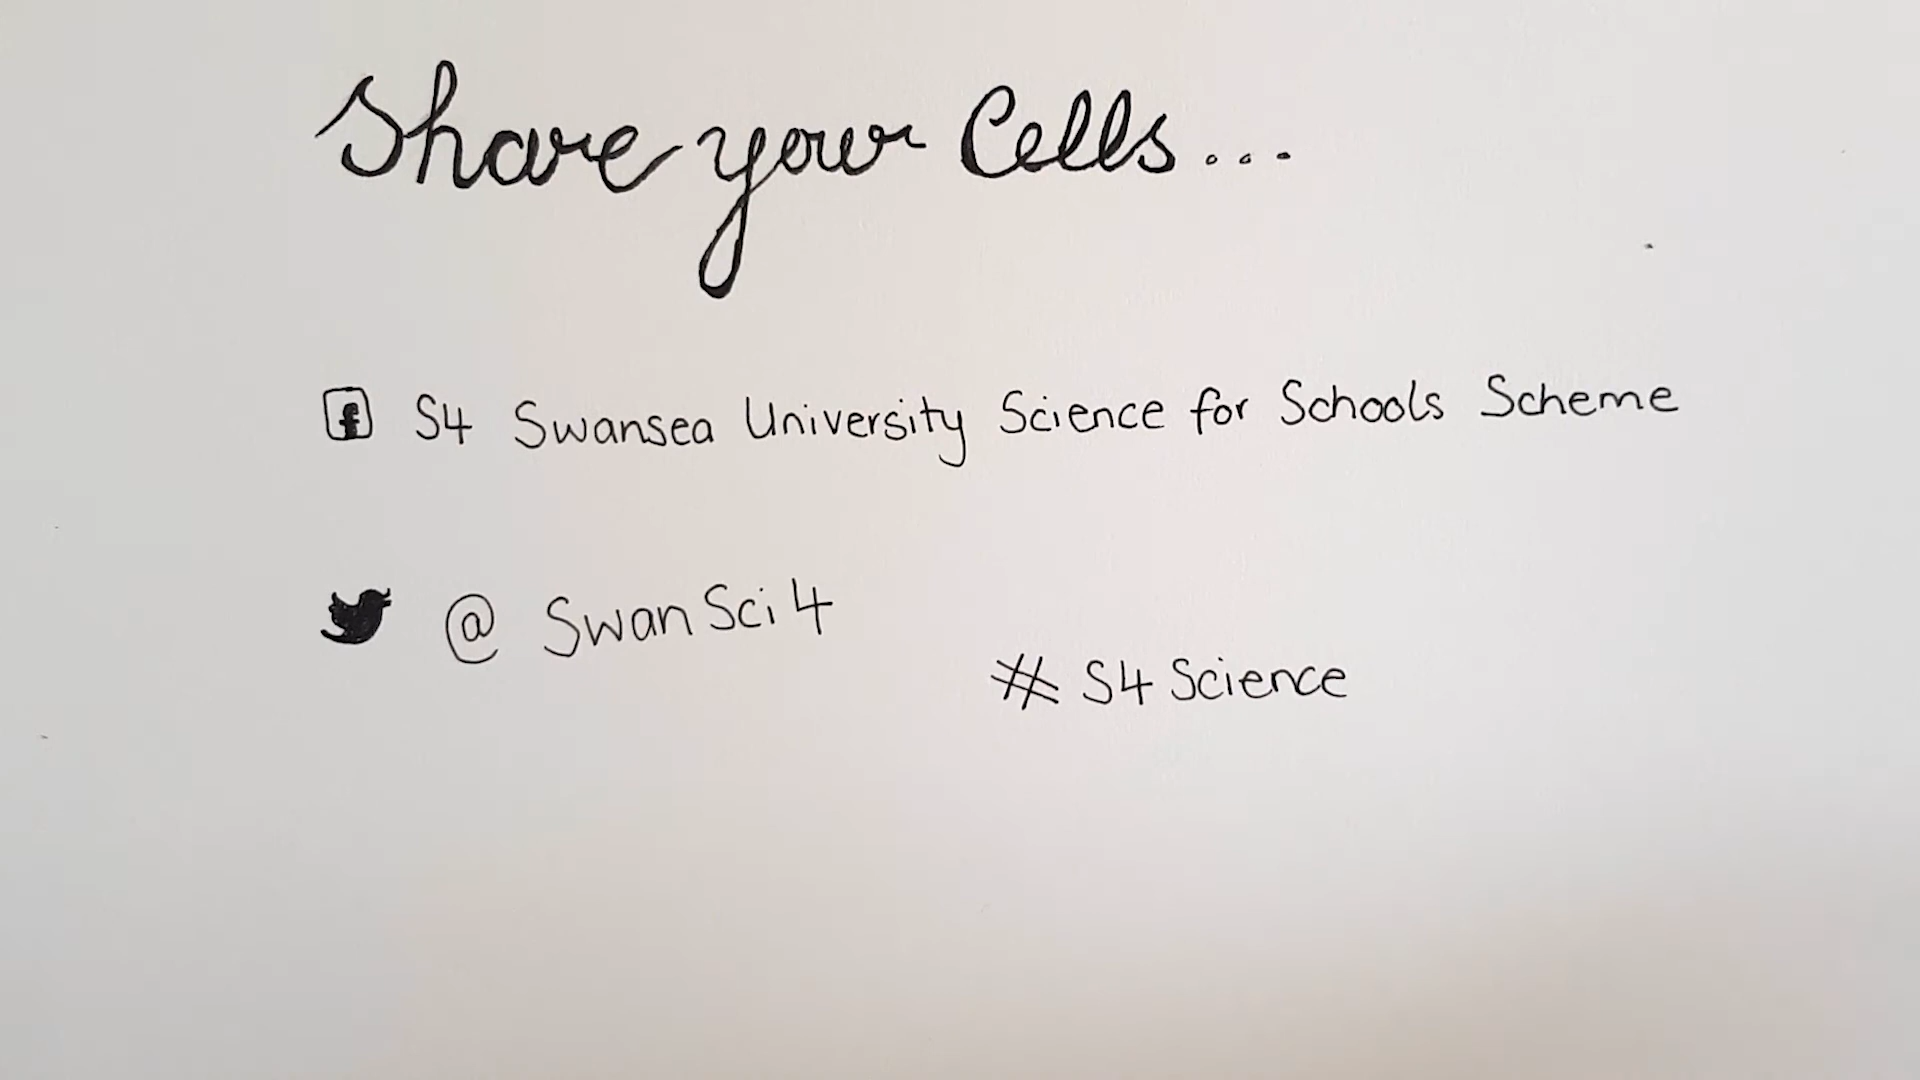 Share your Cells...
S4 Swansea University Science for Schools Scheme
@ SwanSci4
# S4 Science